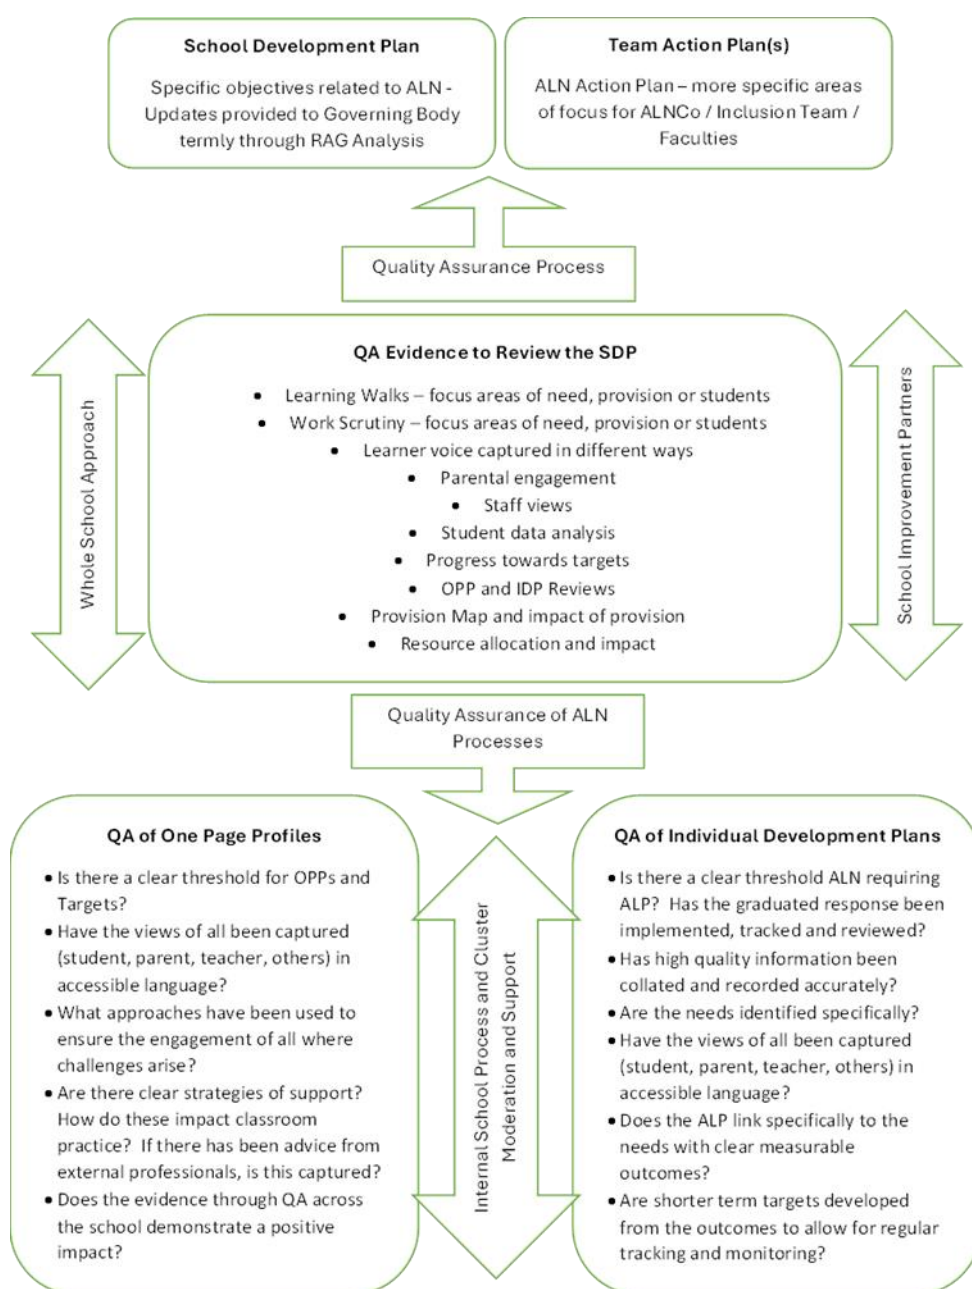 School Development Plan
Specific objectives related to ALN -
Updates provided to Governing Body
termly through RAG Analysis
Team Action Plan(s)
ALN Action Plan – more specific areas
of focus for ALNCo / Inclusion Team /
Faculties
Quality Assurance Process
Whole School Approach
QA Evidence to Review the SDP
• Learning Walks – focus areas of need, provision or students
• Work Scrutiny – focus areas of need, provision or students
• Learner voice captured in different ways
• Parental engagement
• Staff views
• Student data analysis
• Progress towards targets
• OPP and IDP Reviews
• Provision Map and impact of provision
• Resource allocation and impact
School Improvement Partners
Quality Assurance of ALN
Processes
QA of One Page Profiles
• Is there a clear threshold for OPPs and
Targets?
• Have the views of all been captured
(student, parent, teacher, others) in
accessible language?
• What approaches have been used to
ensure the engagement of all where
challenges arise?
• Are there clear strategies of support?
How do these impact classroom
practice? If there has been advice from
external professionals, is this captured?
• Does the evidence through QA across
the school demonstrate a positive
impact?
Internal School Process and Cluster
Moderation and Support
QA of Individual Development Plans
• Is there a clear threshold ALN requiring
ALP? Has the graduated response been
implemented, tracked and reviewed?
• Has high quality information been
collated and recorded accurately?
• Are the needs identified specifically?
• Have the views of all been captured
(student, parent, teacher, others) in
accessible language?
• Does the ALP link specifically to the
needs with clear measurable
outcomes?
• Are shorter term targets developed
from the outcomes to allow for regular
tracking and monitoring?